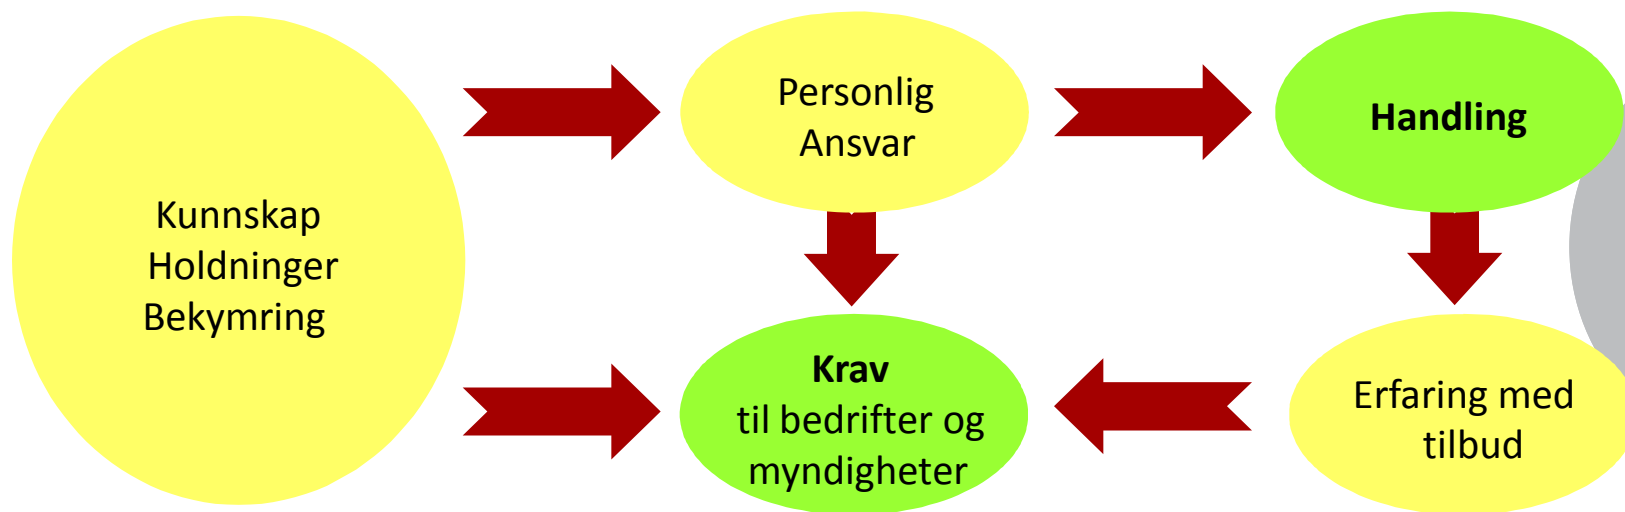 Kunnskap
Holdninger
Bekymring
Personlig
Ansvar
Handling
Krav
til bedrifter og
myndigheter
Erfaring med
tilbud